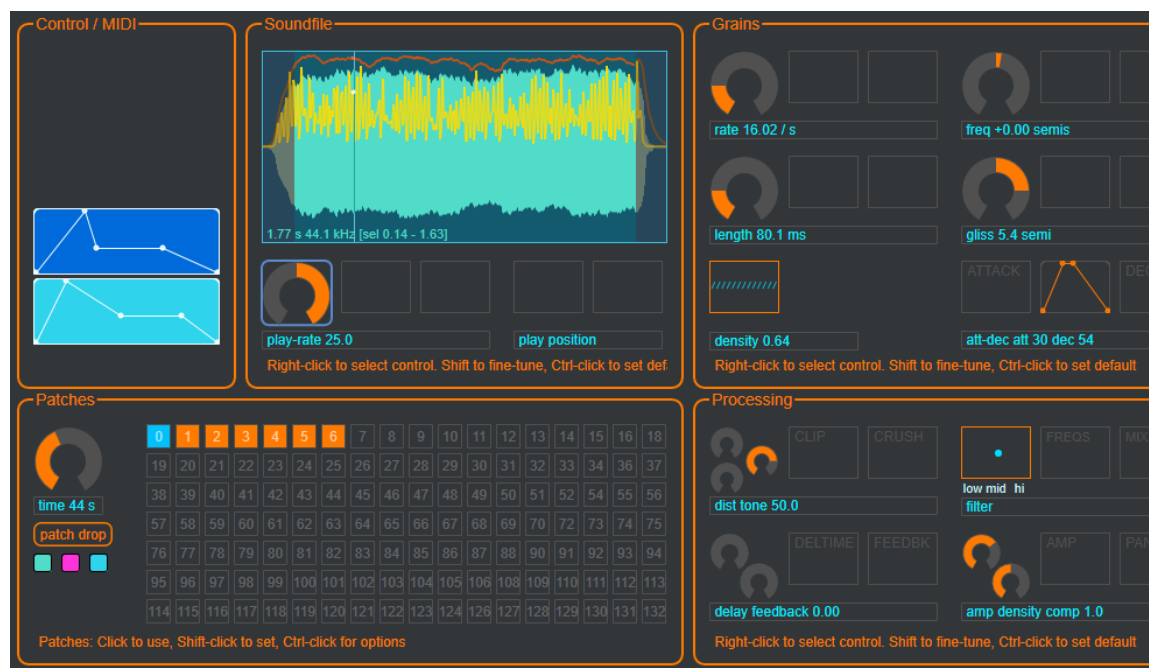 Control / MIDI
Soundfile
1.77 s 44.1 kHz [sel 0.14 - 1.63]
play-rate 25.0
play position
Right-click to select control. Shift to fine-tune, Ctrl-click to set def
Grains
rate 16.02 / s
freq +0.00 semis
length 80.1 ms
gliss 5.4 semi
ATTACK
DEC
density 0.64
att-dec att 30 dec 54
Right-click to select control. Shift to fine-tune, Ctrl-click to set default
Patches
time 44 s
patch drop
0 1 2 3 4 5 6 7 8 9 10 11 12 13 14 15 16 18
19 20 21 22 23 24 25 26 27 28 29 30 31 32 33 34 36 37
38 39 40 41 42 43 44 45 46 47 48 49 50 51 52 54 55 56
57 58 59 60 61 62 63 64 65 66 67 68 69 70 72 73 74 75
76 77 78 79 80 81 82 83 84 85 86 87 88 90 91 92 93 94
95 96 97 98 99 100 101 102 103 104 105 106 108 109 110 111 112 113
114 115 116 117 118 119 120 121 122 123 124 126 127 128 129 130 131 132
Patches: Click to use, Shift-click to set, Ctrl-click for options
Processing
CLIP
CRUSH
FREQS
MIX
dist tone 50.0
low mid hi
filter
DELTIME
FEEDBK
AMP
PAN
delay feedback 0.00
amp density comp 1.0
Right-click to select control. Shift to fine-tune, Ctrl-click to set default